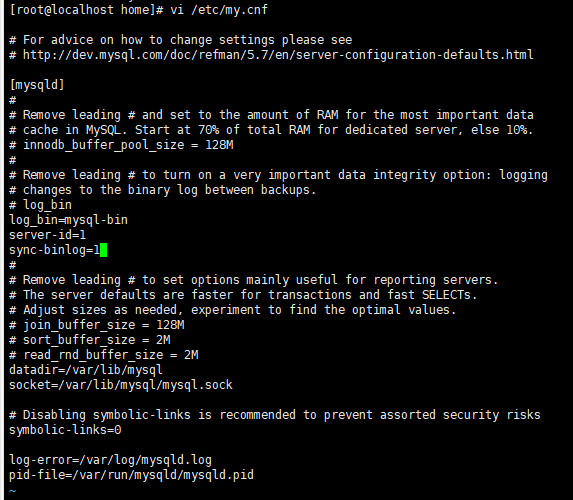 [root@localhost home]# vi /etc/my.cnf
# For advice on how to change settings please see
# http://dev.mysql.com/doc/refman/5.7/en/server-configuration-defaults.html
[mysqld]
#
# Remove leading # and set to the amount of RAM for the most important data
# cache in MySQL. Start at 70% of total RAM for dedicated server, else 10%.
# innodb_buffer_pool_size = 128M
#
# Remove leading # to turn on a very important data integrity option: logging
# changes to the binary log between backups.
# log_bin
log_bin=mysql-bin
server-id=1
sync-binlog=1
#
# Remove leading # to set options mainly useful for reporting servers.
# The server defaults are faster for transactions and fast SELECTs.
# Adjust sizes as needed, experiment to find the optimal values.
# join_buffer_size = 128M
# sort_buffer_size = 2M
# read_rnd_buffer_size = 2M
datadir=/var/lib/mysql
socket=/var/lib/mysql/mysql.sock
# Disabling symbolic-links is recommended to prevent assorted security risks
symbolic-links=0
log-error=/var/log/mysqld.log
pid-file=/var/run/mysqld/mysqld.pid
~